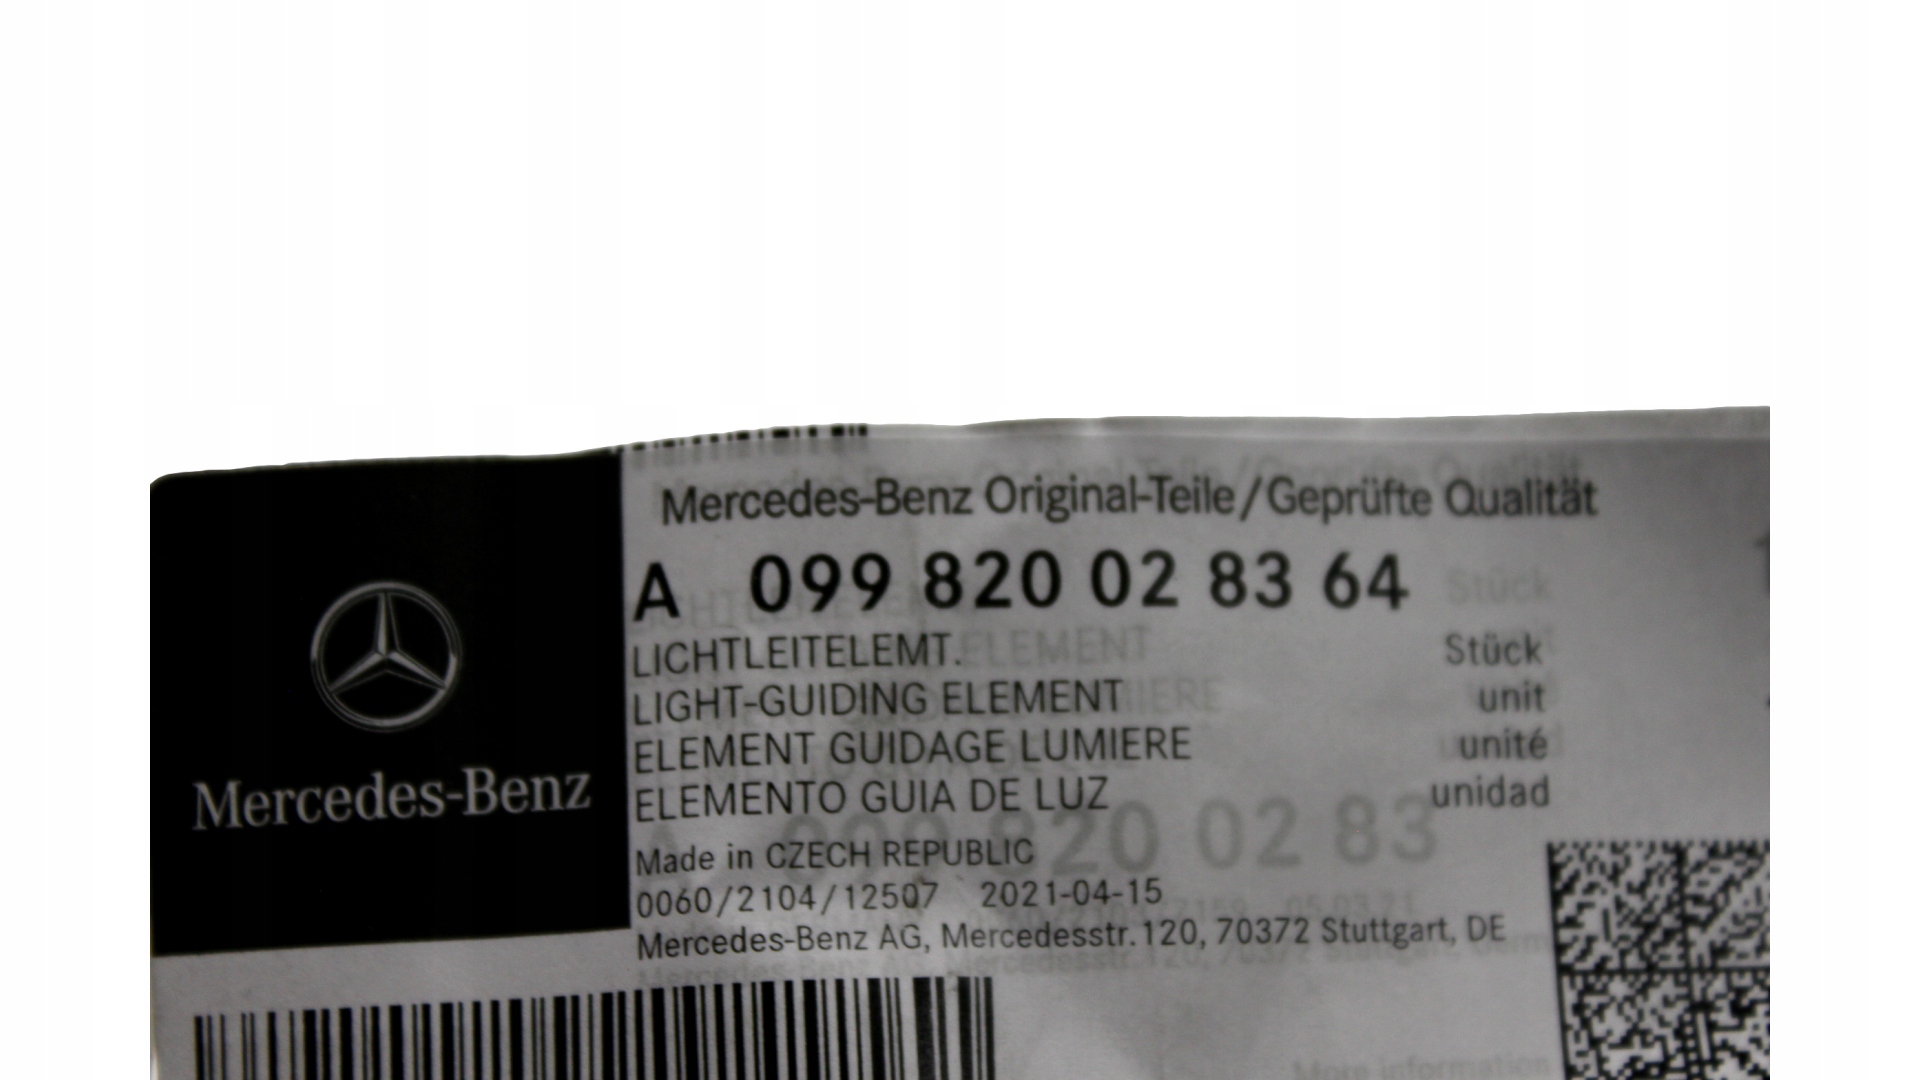 Mercedes-Benz
Mercedes-Benz Original-Teile/Geprüfte Qualität
A 099 820 02 83 64
LICHTLEITELEMT. Stück
LIGHT-GUIDING ELEMENT unit
ELEMENT GUIDAGE LUMIERE unité
ELEMENTO GUIA DE LUZ unidad
Made in CZECH REPUBLIC
0060/2104/12507 2021-04-15
Mercedes-Benz AG, Mercedesstr.120, 70372 Stuttgart, DE
More information